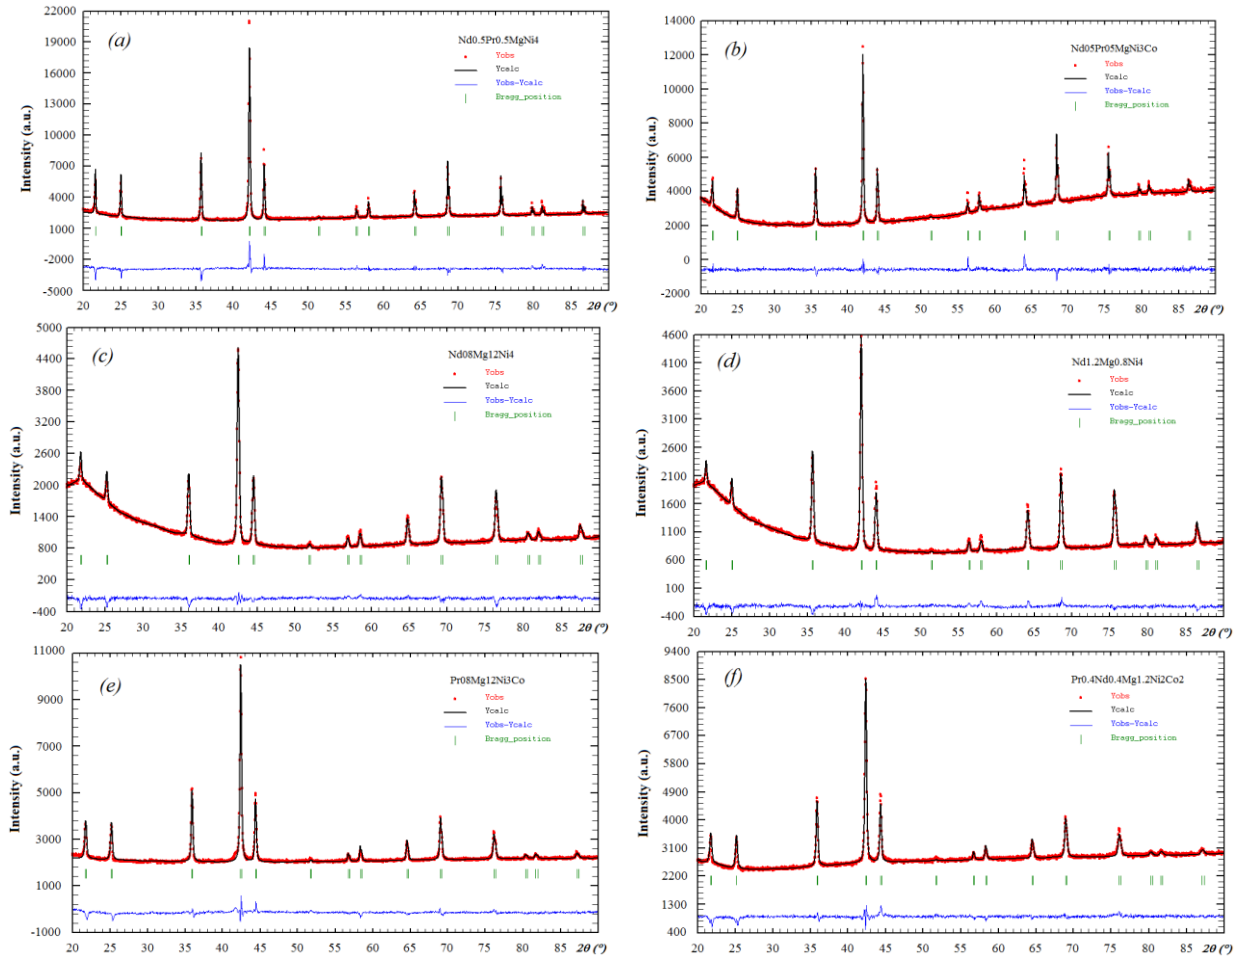 (a)
Nd0.5Pr0.5MgNi4
Yobs
Ycalc
Yobs-Ycalc
Bragg_position
Intensity (a.u.)
22000
19000
16000
13000
10000
7000
4000
1000
-2000
-5000
20 25 30 35 40 45 50 55 60 65 70 75 80 85 2θ (°)
(b)
Nd05Pr05MgNi3Co
Yobs
Ycalc
Yobs-Ycalc
Bragg_position
Intensity (a.u.)
14000
12000
10000
8000
6000
4000
2000
0
-2000
20 25 30 35 40 45 50 55 60 65 70 75 80 85 2θ (°)
(c)
Nd08Mg12Ni4
Yobs
Ycalc
Yobs-Ycalc
Bragg_position
Intensity (a.u.)
5000
4400
3800
3200
2600
2000
1400
800
200
-400
20 25 30 35 40 45 50 55 60 65 70 75 80 85 2θ (°)
(d)
Nd1.2Mg0.8Ni4
Yobs
Ycalc
Yobs-Ycalc
Bragg_position
Intensity (a.u.)
4600
4100
3600
3100
2600
2100
1600
1100
600
100
-400
20 25 30 35 40 45 50 55 60 65 70 75 80 85 2θ (°)
(e)
Pr08Mg12Ni3Co
Yobs
Ycalc
Yobs-Ycalc
Bragg_position
Intensity (a.u.)
11000
9000
7000
5000
3000
1000
-1000
20 25 30 35 40 45 50 55 60 65 70 75 80 85 2θ (°)
(f)
Pr0.4Nd0.4Mg1.2Ni2Co2
Yobs
Ycalc
Yobs-Ycalc
Bragg_position
Intensity (a.u.)
9400
8500
7600
6700
5800
4900
4000
3100
2200
1300
400
20 25 30 35 40 45 50 55 60 65 70 75 80 85 2θ (°)